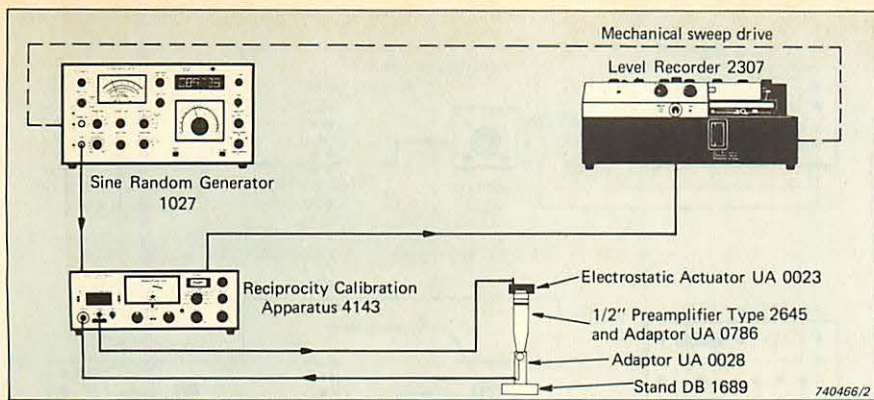 Mechanical sweep drive
Level Recorder 2307
Sine Random Generator
1027
Reciprocity Calibration
Apparatus 4143
Electrostatic Actuator UA 0023
1/2" Preamplifier Type 2645
and Adaptor UA 0786
Adaptor UA 0028
Stand DB 1689
740466/2